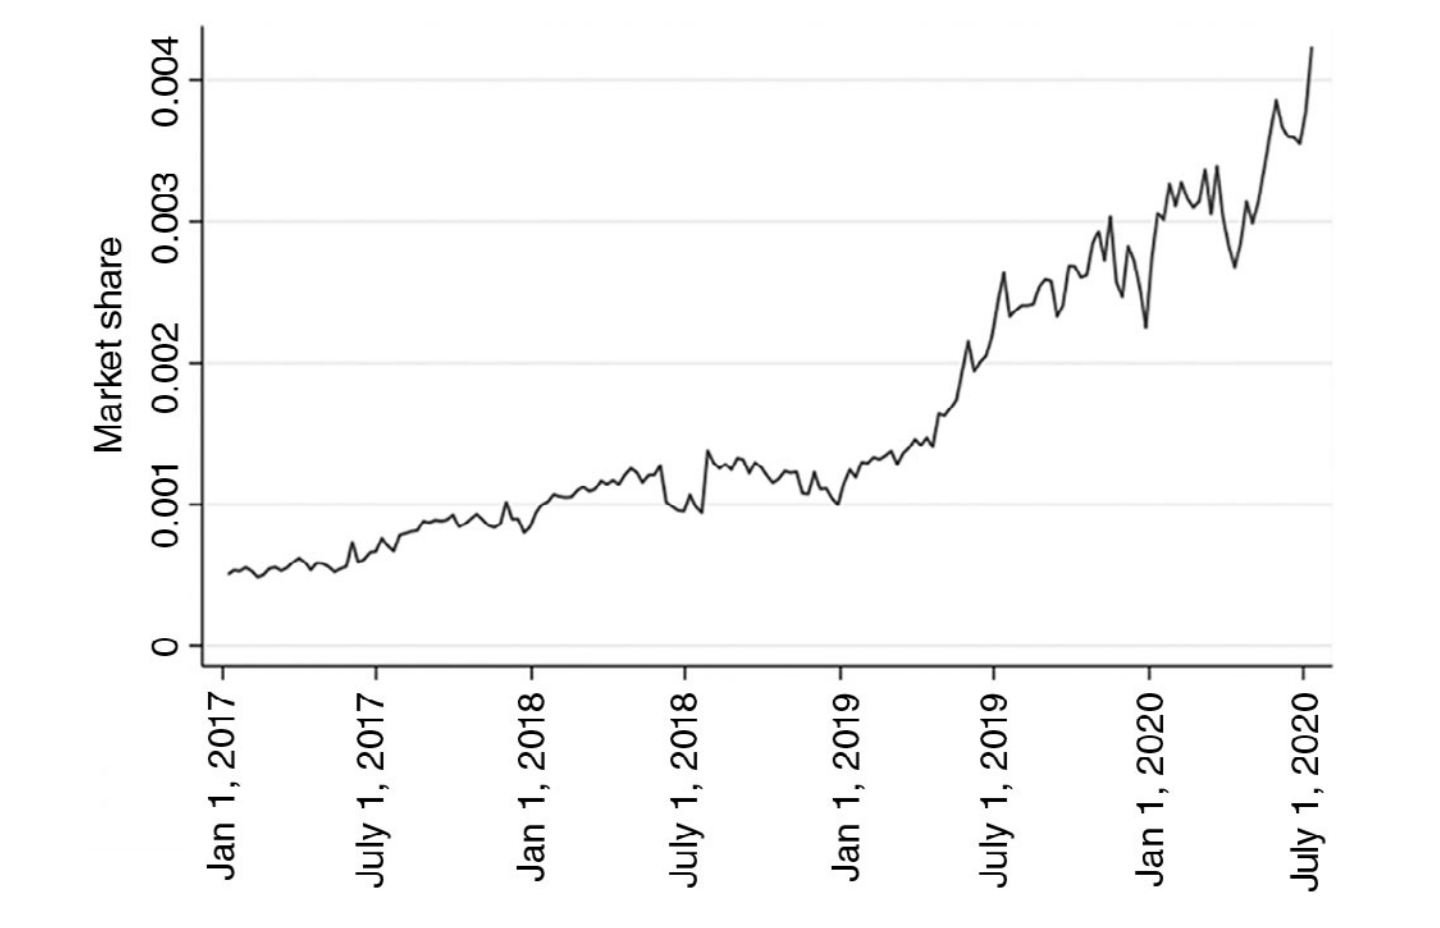 Market share
0.004
0.003
0.002
0.001
0
Jan 1, 2017
July 1, 2017
Jan 1, 2018
July 1, 2018
Jan 1, 2019
July 1, 2019
Jan 1, 2020
July 1, 2020